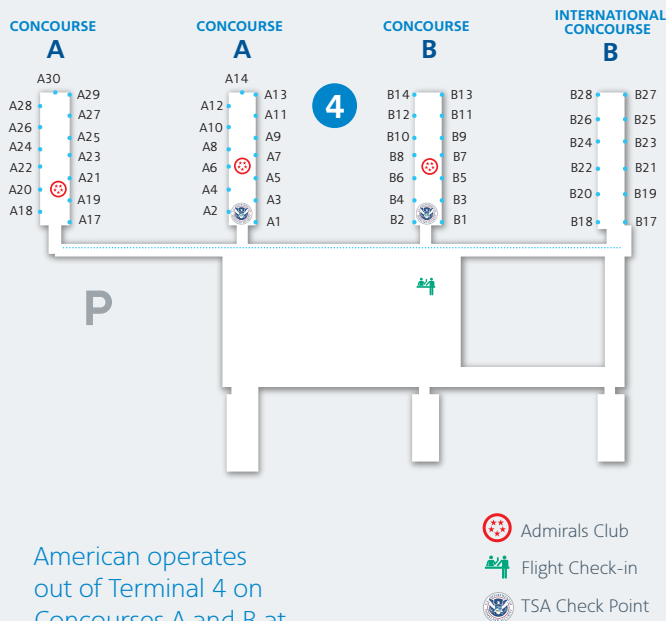 CONCOURSE
A
CONCOURSE
A
CONCOURSE
B
INTERNATIONAL
CONCOURSE
B
A30
A29
A28
A27
A26
A25
A24
A23
A22
A21
A20
A19
A18
A17
A14
A13
A12
A11
A10
A9
A8
A7
A6
A5
A4
A3
A2
A1
4
B14
B13
B12
B11
B10
B9
B8
B7
B6
B5
B4
B3
B2
B1
B28
B27
B26
B25
B24
B23
B22
B21
B20
B19
B18
B17
P
American operates
out of Terminal 4 on
Concourses A and B at
Admirals Club
Flight Check-in
TSA Check Point